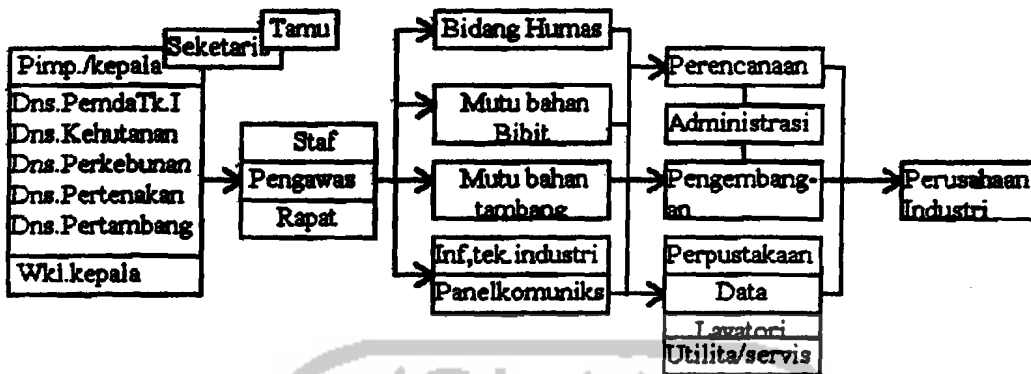 Tamu
Seketaris
Pimp./kepala
Dns.PemdaTk.I
Dns.Kehutanan
Dns.Perkebunan
Dns.Pertenakan
Dns.Pertambang
Wkl.kepala
Staf
Pengawas
Rapat
Bidang Humas
Mutu bahan
Bibit
Mutu bahan
tambang
Inf,tek.industri
Panelkomuniks
Perencanaan
Administrasi
Pengembang-
an
Perpustakaan
Data
Lavatori
Utilita/servis
Perusahaan
Industri